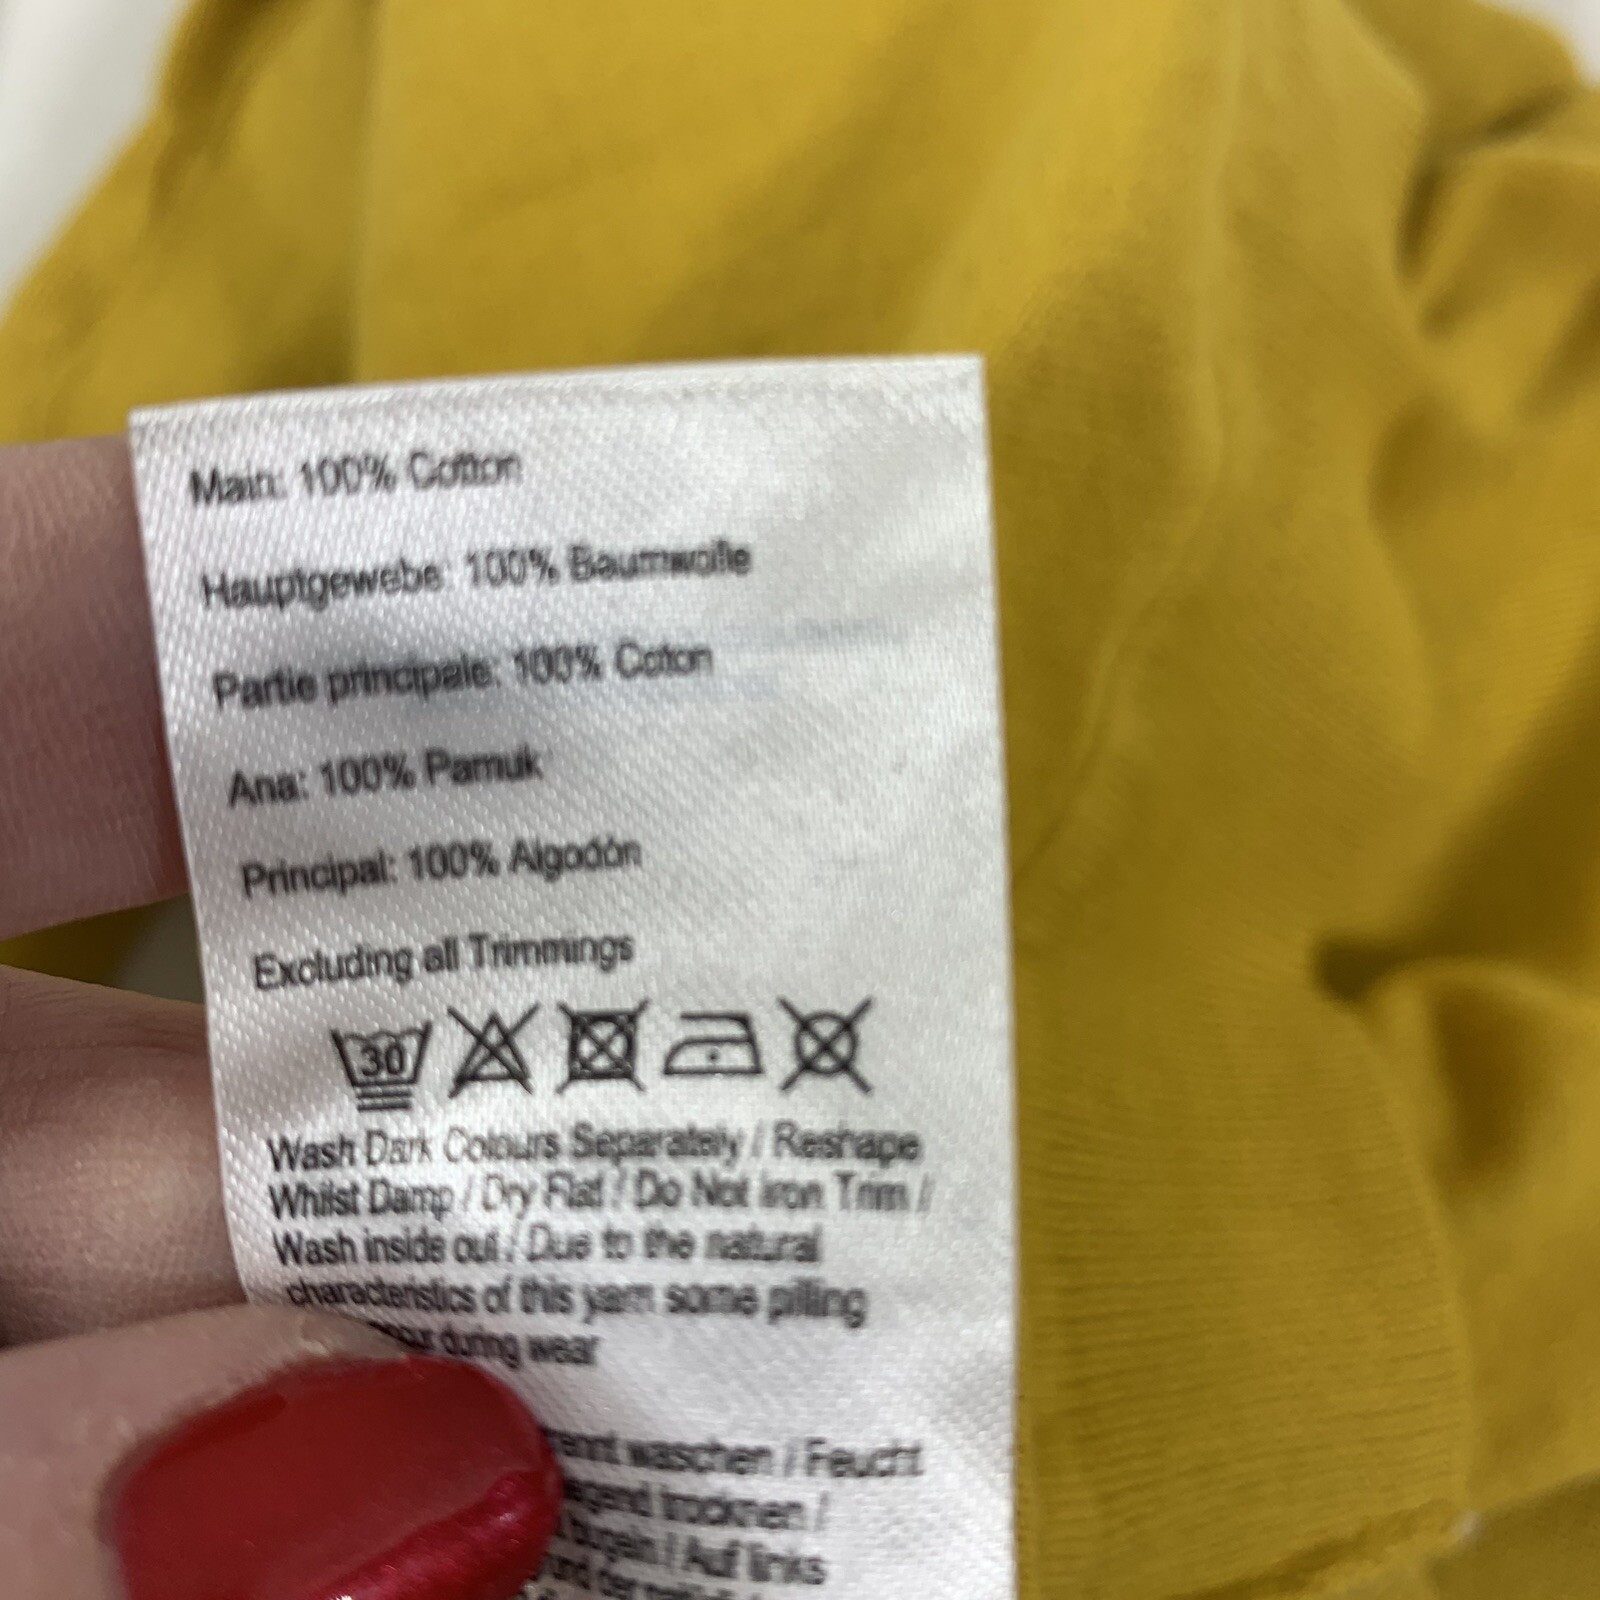 Main: 100% Cotton
Hauptgewebe: 100% Baumwolle
Partie principale: 100% Coton
Ana: 100% Pamuk
Principal: 100% Algodón
Excluding all Trimmings
30
Wash Dark Colours Separately / Reshape
Whilst Damp / Dry Flat / Do Not Iron Trim /
Wash inside out / Due to the natural
characteristics of this yarn some pilling
during wear
waschen / Feucht
trocknen /
/ Auf links